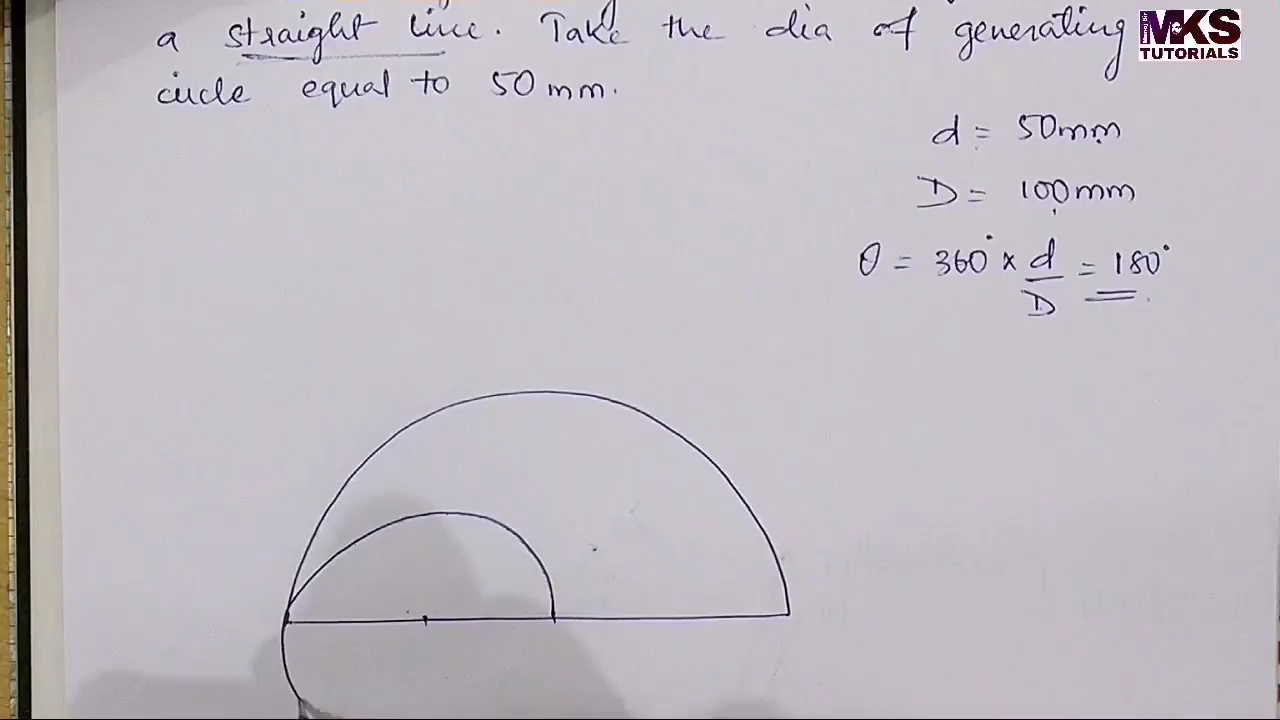 a straight line. Take the dia of generating
circle equal to 50 mm.
MKS
TUTORIALS
d = 50mm
D = 100mm
θ = 360° × d/D = 180°